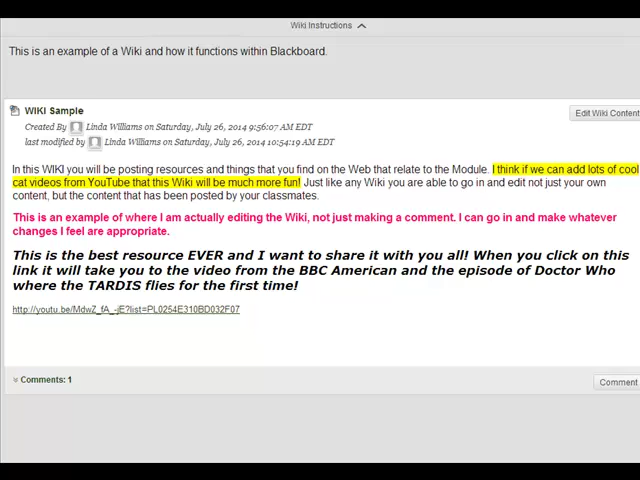 Wiki Instructions
This is an example of a Wiki and how it functions within Blackboard.
WIKI Sample
Edit Wiki Content
Created By Linda Williams on Saturday, July 26, 2014 9:56:07 AM EDT
last modified by Linda Williams on Saturday, July 26, 2014 10:54:19 AM EDT
In this WIKI you will be posting resources and things that you find on the Web that relate to the Module. I think if we can add lots of cool
cat videos from YouTube that this Wiki will be much more fun! Just like any Wiki you are able to go in and edit not just your own
content, but the content that has been posted by your classmates.
This is an example of where I am actually editing the Wiki, not just making a comment. I can go in and make whatever
changes I feel are appropriate.
This is the best resource EVER and I want to share it with you all! When you click on this
link it will take you to the video from the BBC American and the episode of Doctor Who
where the TARDIS flies for the first time!
http://youtu.be/MdwZ_fA_-jE?list=PL0254E310BD032F07
Comments: 1
Comment